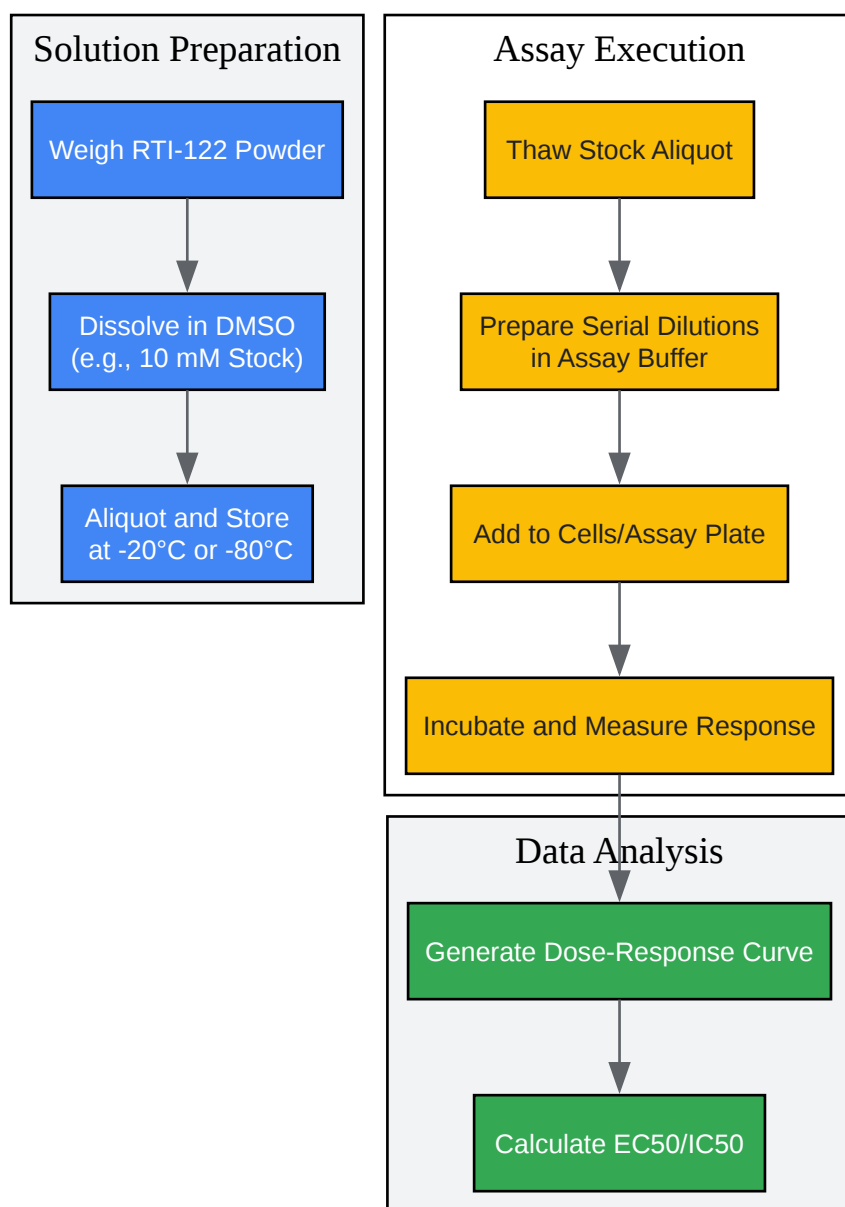 Solution Preparation
Weigh RTI-122 Powder
Dissolve in DMSO
(e.g., 10 mM Stock)
Aliquot and Store
at -20°C or -80°C
Assay Execution
Thaw Stock Aliquot
Prepare Serial Dilutions
in Assay Buffer
Add to Cells/Assay Plate
Incubate and Measure Response
Data Analysis
Generate Dose-Response Curve
Calculate EC50/IC50